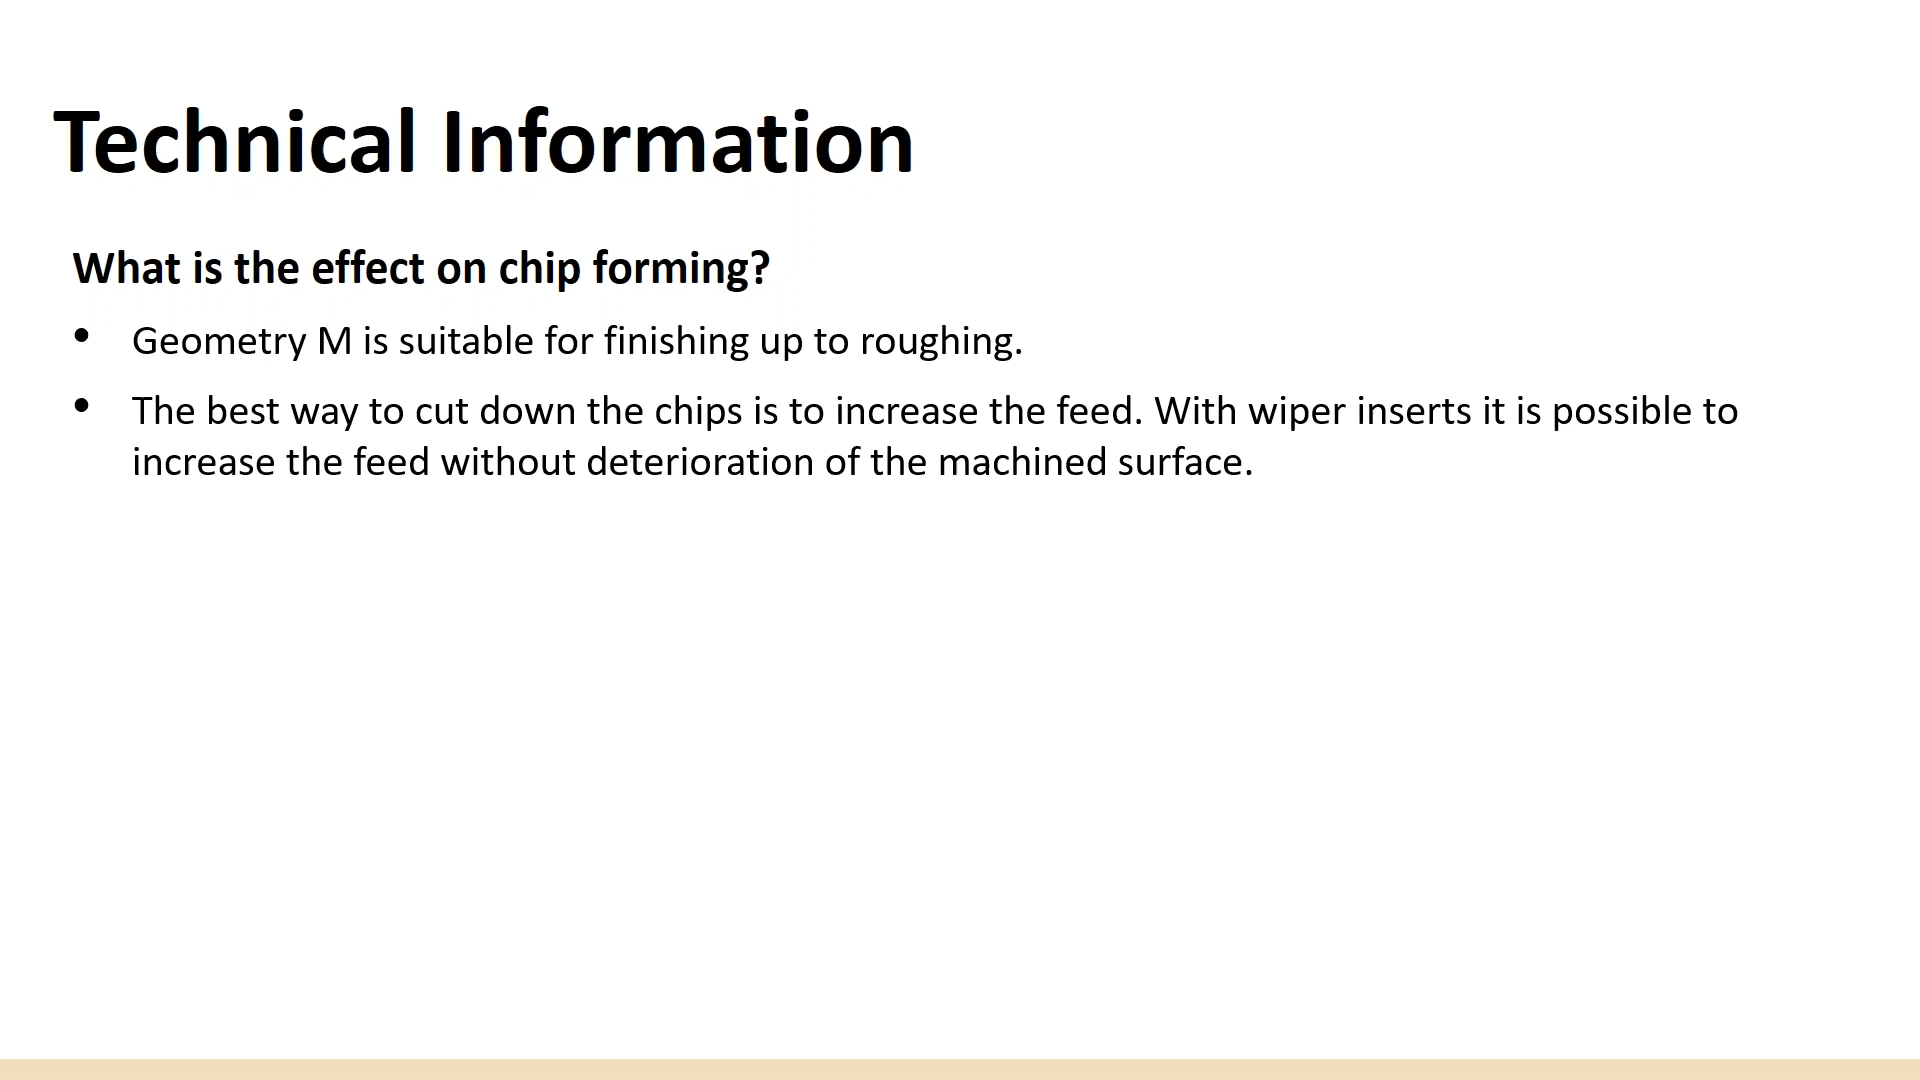 Technical Information
What is the effect on chip forming?
• Geometry M is suitable for finishing up to roughing.
• The best way to cut down the chips is to increase the feed. With wiper inserts it is possible to
increase the feed without deterioration of the machined surface.